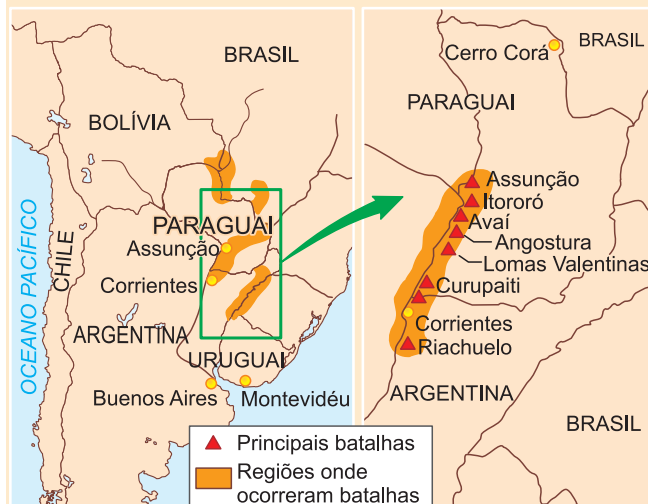 BRASIL
BOLÍVIA
PARAGUAI
Assunção
Corrientes
OCEANO PACÍFICO
CHILE
ARGENTINA
URUGUAI
Buenos Aires
Montevidéu
Cerro Corá
BRASIL
PARAGUAI
Assunção
Itororó
Avaí
Angostura
Lomas Valentinas
Curupaiti
Corrientes
Riachuelo
ARGENTINA
BRASIL
Principais batalhas
Regiões onde
ocorreram batalhas